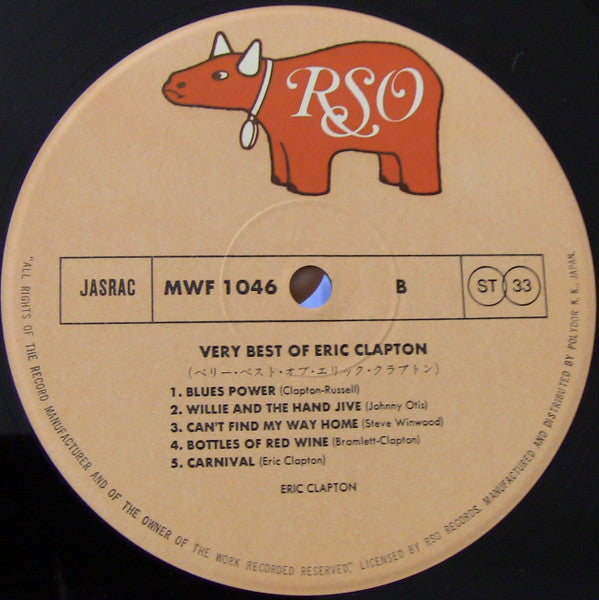 RSO
JASRAC MWF 1046 B ST 33
VERY BEST OF ERIC CLAPTON
(ベリー・ベスト・オブ・エリック・クラプトン)
1. BLUES POWER (Clapton-Russell)
2. WILLIE AND THE HAND JIVE (Johnny Otis)
3. CAN'T FIND MY WAY HOME (Steve Winwood)
4. BOTTLES OF RED WINE (Bramlett-Clapton)
5. CARNIVAL (Eric Clapton)
ERIC CLAPTON
"ALL RIGHTS OF THE RECORD MANUFACTURER AND OF THE OWNER OF THE WORK RECORDED RESERVED", LICENSED BY RSO RECORDS, MANUFACTURED AND DISTRIBUTED BY POLYDOR K.K., JAPAN.